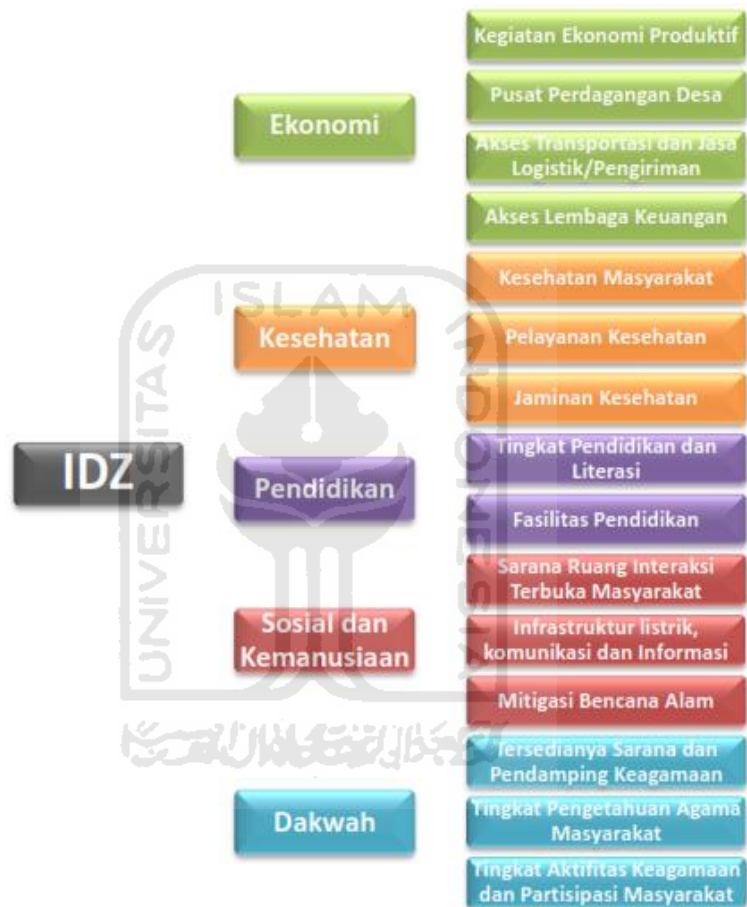 Kegiatan Ekonomi Produktif
Ekonomi
Pusat Perdagangan Desa
Akses Transportasi dan Jasa
Logistik/Pengiriman
Akses Lembaga Keuangan
Kesehatan
Kesehatan Masyarakat
Pelayanan Kesehatan
Jaminan Kesehatan
IDZ
Pendidikan
Tingkat Pendidikan dan
Literasi
Fasilitas Pendidikan
Sosial dan
Kemanusiaan
Sarana Ruang Interaksi
Terbuka Masyarakat
Infrastruktur listrik,
komunikasi dan Informasi
Mitigasi Bencana Alam
Dakwah
Tersedianya Sarana dan
Pendamping Keagamaan
Tingkat Pengetahuan Agama
Masyarakat
Tingkat Aktifitas Keagamaan
dan Partisipasi Masyarakat
UNIVERSITAS
ISLAM
INDONESIA